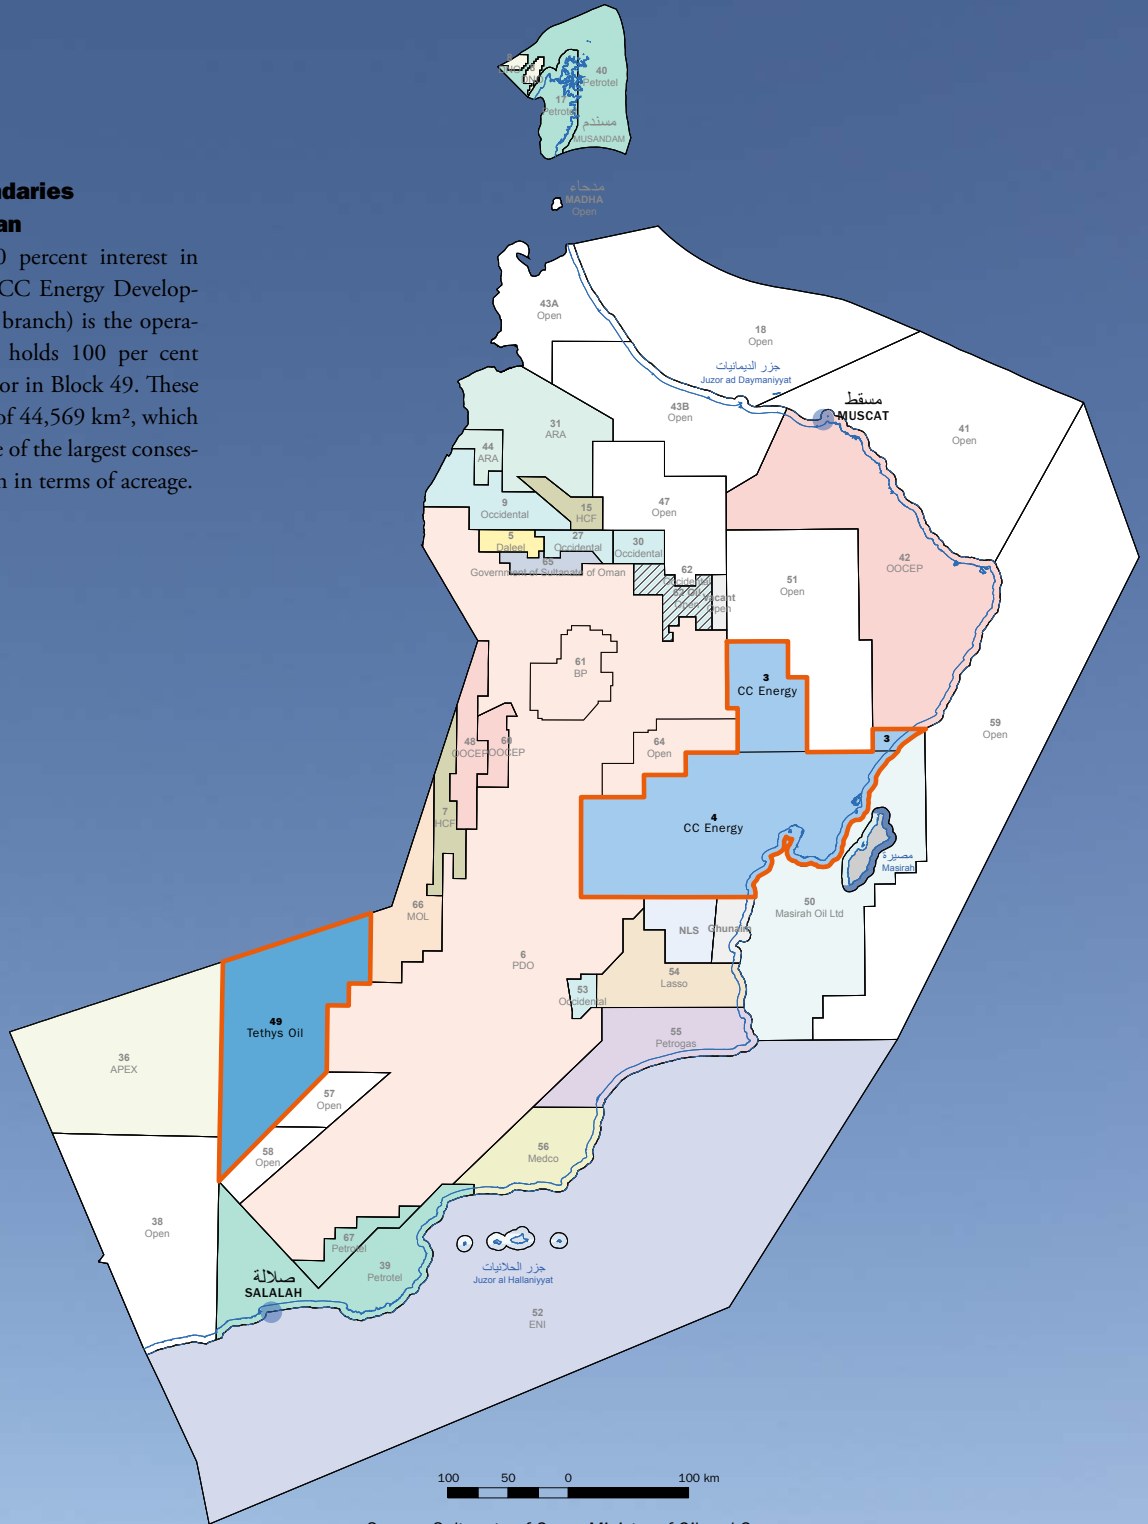 daries
an
0 percent interest in
CC Energy Develop-
branch) is the opera-
holds 100 per cent
or in Block 49. These
of 44,569 km², which
e of the largest conses-
n in terms of acreage.
40
Petrotel
17
Petrotel
مسندم
MUSANDAM
مدحاء
MADHA
Open
43A
Open
18
Open
جزر الديمانيات
Juzor ad Daymaniyyat
مسقط
MUSCAT
43B
Open
41
Open
31
ARA
44
ARA
9
Occidental
15
HCF
47
Open
5
Daleel
27
Occidental
30
Occidental
65
Government of Sultanate of Oman
62
Occidental
Open
Vacant
Open
51
Open
42
OOCEP
61
BP
3
CC Energy
3
59
Open
48
OOCEP
60
OOCEP
64
Open
7
HCF
4
CC Energy
مصيرة
Masirah
66
MOL
50
Masirah Oil Ltd
NLS
Ghunaim
6
PDO
54
Lasso
53
Occidental
49
Tethys Oil
55
Petrogas
36
APEX
57
Open
58
Open
56
Medco
38
Open
67
Petrotel
39
Petrotel
صلالة
SALALAH
جزر الحلانيات
Juzor al Hallaniyyat
52
ENI
100 50 0 100 km